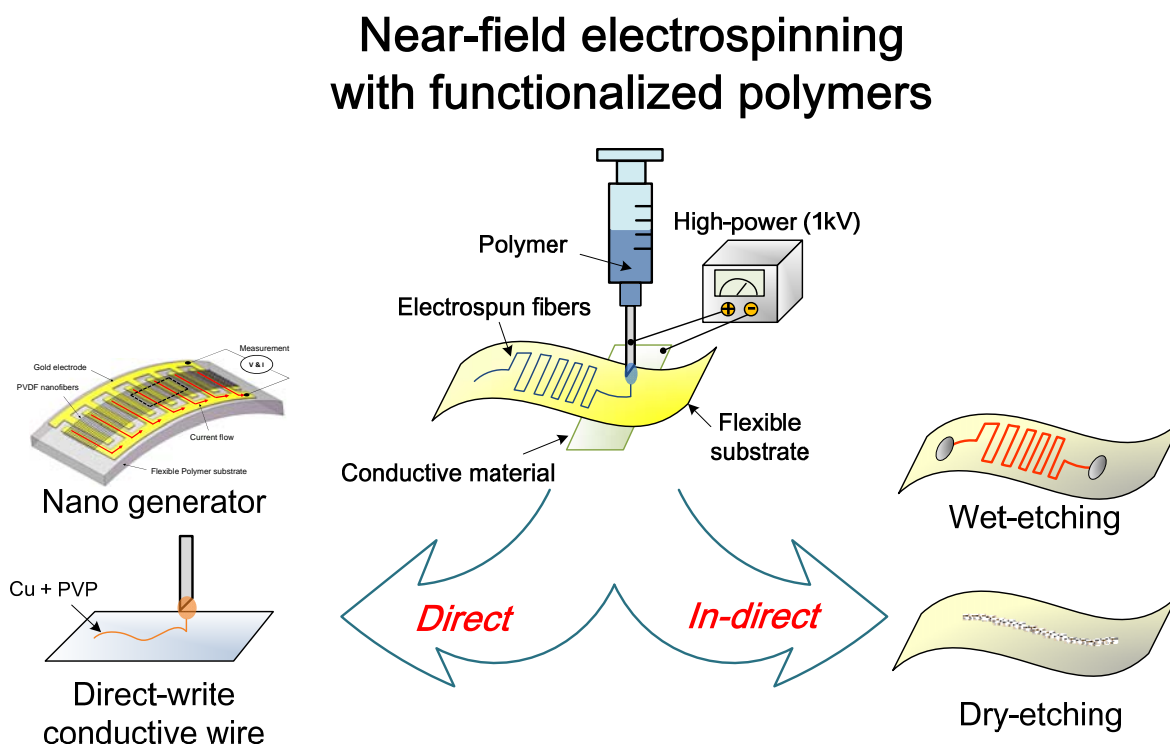 Near-field electrospinning
with functionalized polymers
High-power (1kV)
Polymer
Electrospun fibers
Flexible
substrate
Conductive material
Measurement
V & I
Gold electrode
PVDF nanofibers
Current flow
Flexible Polymer substrate
Nano generator
Cu + PVP
Direct-write
conductive wire
Direct
In-direct
Wet-etching
Dry-etching